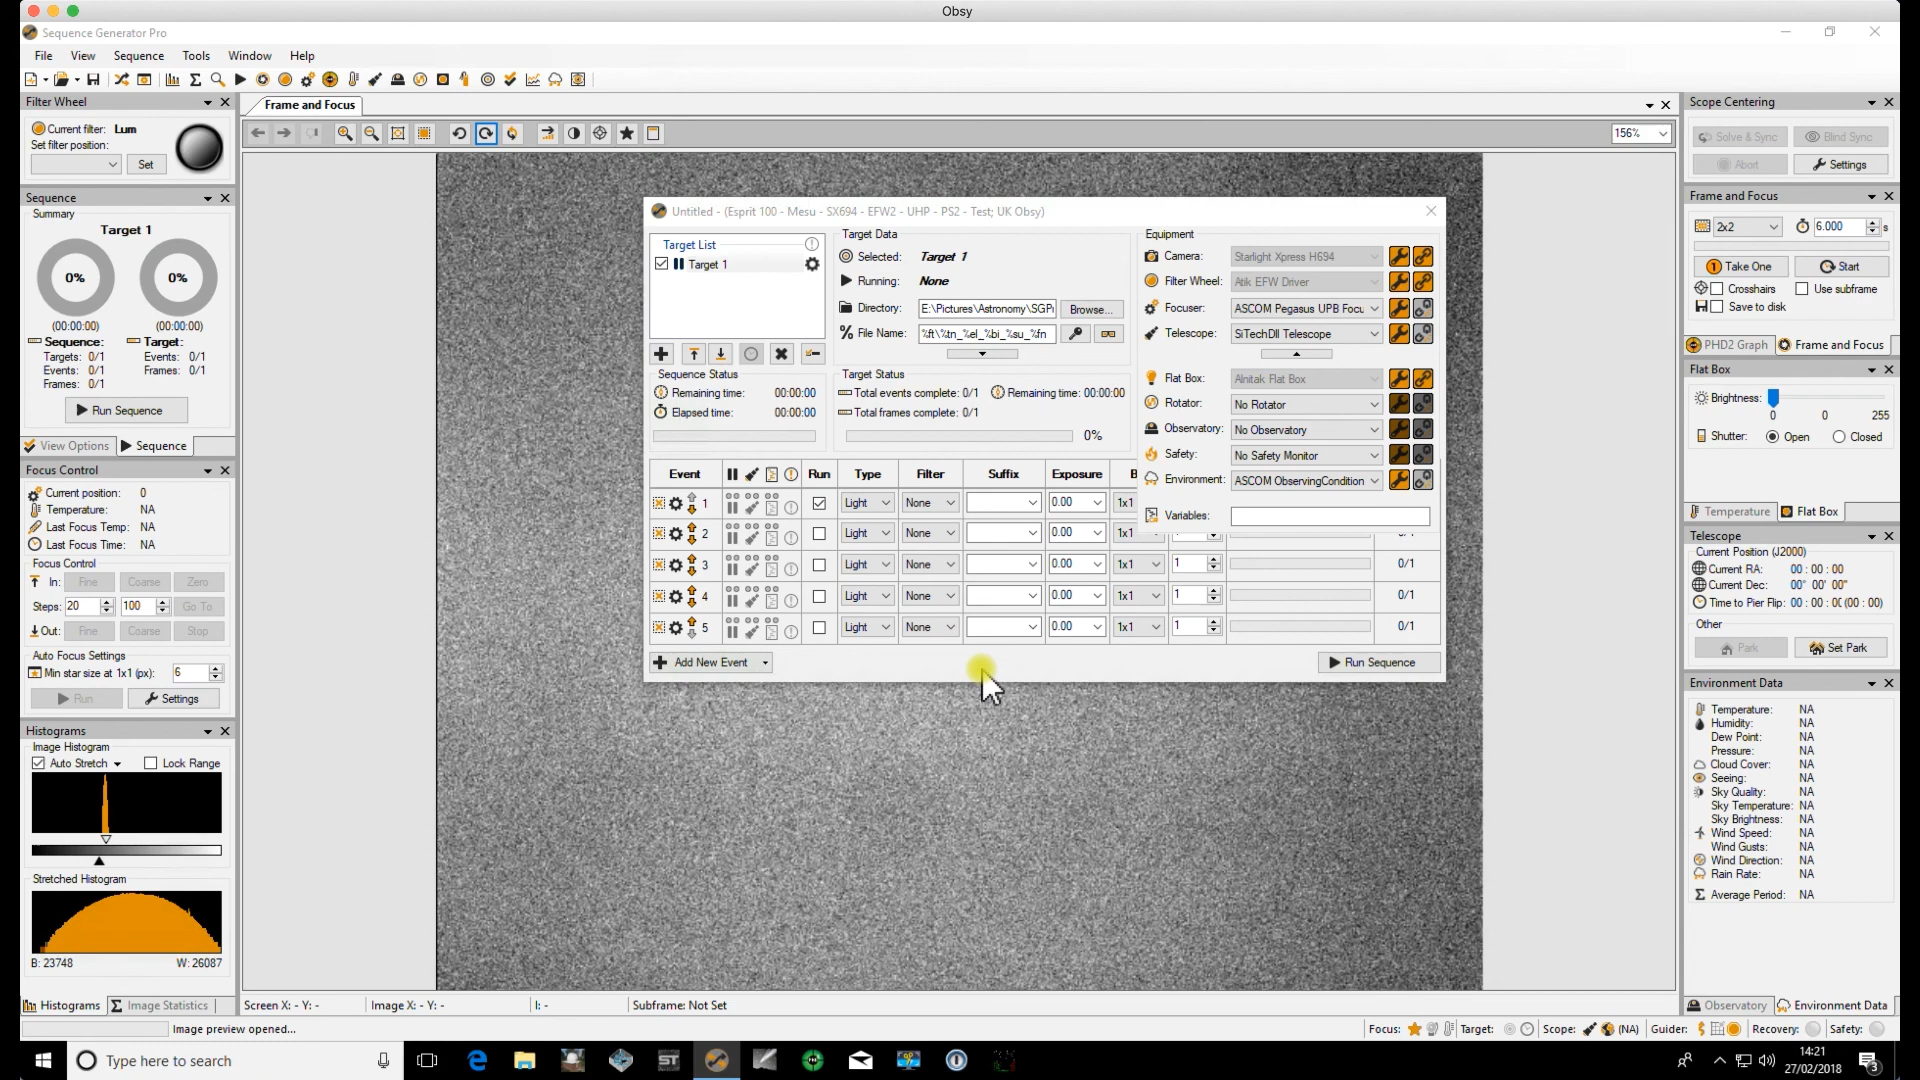 Obsy
Sequence Generator Pro
File View Sequence Tools Window Help
Filter Wheel
Current filter: Lum
Set filter position:
Set
Sequence
Summary
Target 1
0% 0%
(00:00:00) (00:00:00)
Sequence: Target:
Targets: 0/1 Events: 0/1
Events: 0/1 Frames: 0/1
Frames: 0/1
Run Sequence
View Options Sequence
Focus Control
Current position: 0
Temperature: NA
Last Focus Temp: NA
Last Focus Time: NA
Focus Control
In: Fine Coarse Zero
Steps: 20 100 Go To
Out: Fine Coarse Stop
Auto Focus Settings
Min star size at 1x1 (px): 6
Run Settings
Histograms
Image Histogram
Auto Stretch Lock Range
Stretched Histogram
B: 23748 W: 26087
Histograms Image Statistics
Frame and Focus
156%
Untitled - (Esprit 100 - Mesu - SX694 - EFW2 - UHP - PS2 - Test; UK Obsy)
Target List
Target 1
Target Data
Selected: Target 1
Running: None
Directory: E:\Pictures\Astronomy\SGP Browse...
File Name: %ft\%tn_%el_%bi_%su_%fn
Sequence Status
Remaining time: 00:00:00
Elapsed time: 00:00:00
Target Status
Total events complete: 0/1 Remaining time: 00:00:00
Total frames complete: 0/1
0%
Equipment
Camera: Starlight Xpress H694
Filter Wheel: Atik EFW Driver
Focuser: ASCOM Pegasus UPB Focu
Telescope: SiTechDll Telescope
Flat Box: Alnitak Flat Box
Rotator: No Rotator
Observatory: No Observatory
Safety: No Safety Monitor
Environment: ASCOM ObservingCondition
Variables:
Event Run Type Filter Suffix Exposure B
1 Light None 0.00 1x1
2 Light None 0.00 1x1
3 Light None 0.00 1x1 1 0/1
4 Light None 0.00 1x1 1 0/1
5 Light None 0.00 1x1 1 0/1
Add New Event Run Sequence
Screen X: - Y: - Image X: - Y: - I: - Subframe: Not Set
Scope Centering
Solve & Sync Blind Sync
Abort Settings
Frame and Focus
2x2 6.000 s
Take One Start
Crosshairs Use subframe
Save to disk
PHD2 Graph Frame and Focus
Flat Box
Brightness:
0 0 255
Shutter: Open Closed
Temperature Flat Box
Telescope
Current Position (J2000)
Current RA: 00 : 00 : 00
Current Dec: 00° 00' 00"
Time to Pier Flip: 00 : 00 : 0( (00 : 00)
Other
Park Set Park
Environment Data
Temperature: NA
Humidity: NA
Dew Point: NA
Pressure: NA
Cloud Cover: NA
Seeing: NA
Sky Quality: NA
Sky Temperature: NA
Sky Brightness: NA
Wind Speed: NA
Wind Gusts: NA
Wind Direction: NA
Rain Rate: NA
Average Period: NA
Observatory Environment Data
Image preview opened...
Focus: Target: Scope: (NA) Guider: Recovery: Safety:
Type here to search
ST
14:21
27/02/2018
3